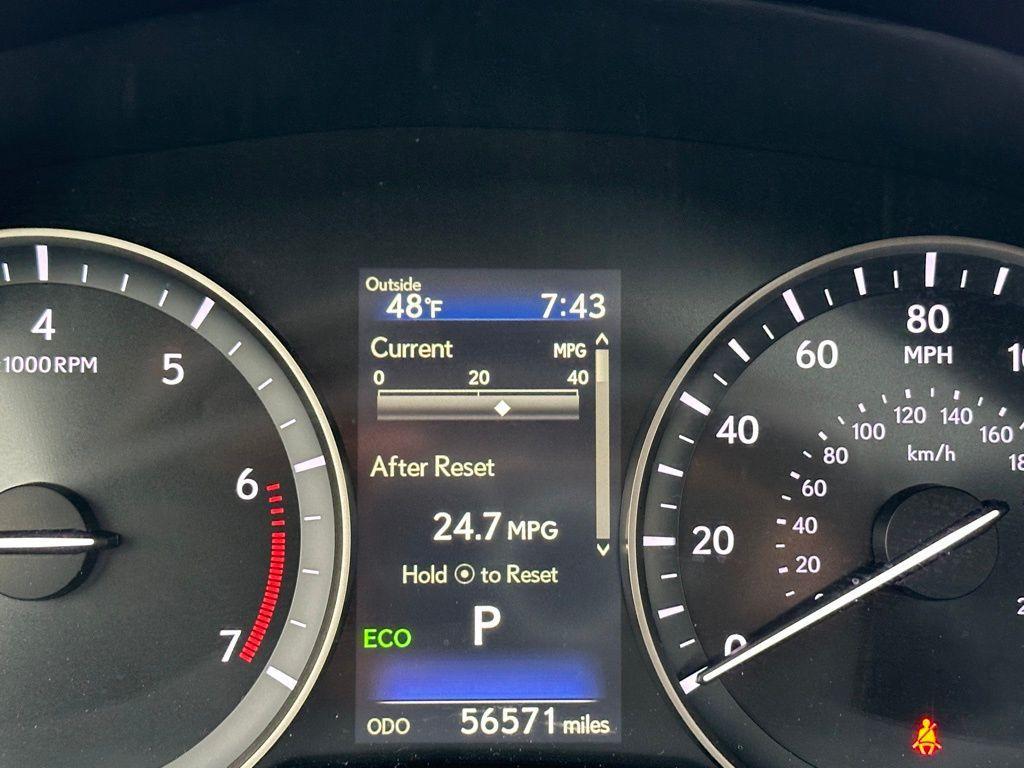 Outside
48°F 7:43
Current MPG
0 20 40
After Reset
24.7 MPG
Hold to Reset
P
ECO
ODO 56571 miles
4
1000RPM
5
6
7
0
20
40
60
80
MPH
20
40
60
80
100
120
140
160
km/h